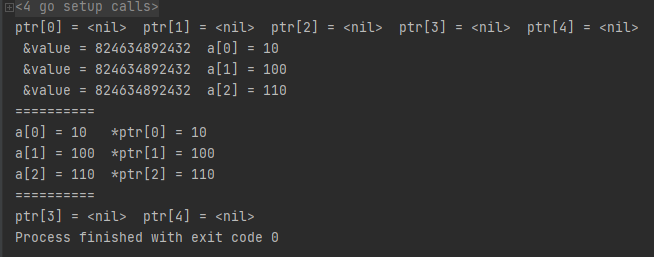 <4 go setup calls>
ptr[0] = <nil>  ptr[1] = <nil>  ptr[2] = <nil>  ptr[3] = <nil>  ptr[4] = <nil>
 &value = 824634892432  a[0] = 10
 &value = 824634892432  a[1] = 100
 &value = 824634892432  a[2] = 110
==========
a[0] = 10   *ptr[0] = 10
a[1] = 100  *ptr[1] = 100
a[2] = 110  *ptr[2] = 110
==========
ptr[3] = <nil>  ptr[4] = <nil>
Process finished with exit code 0